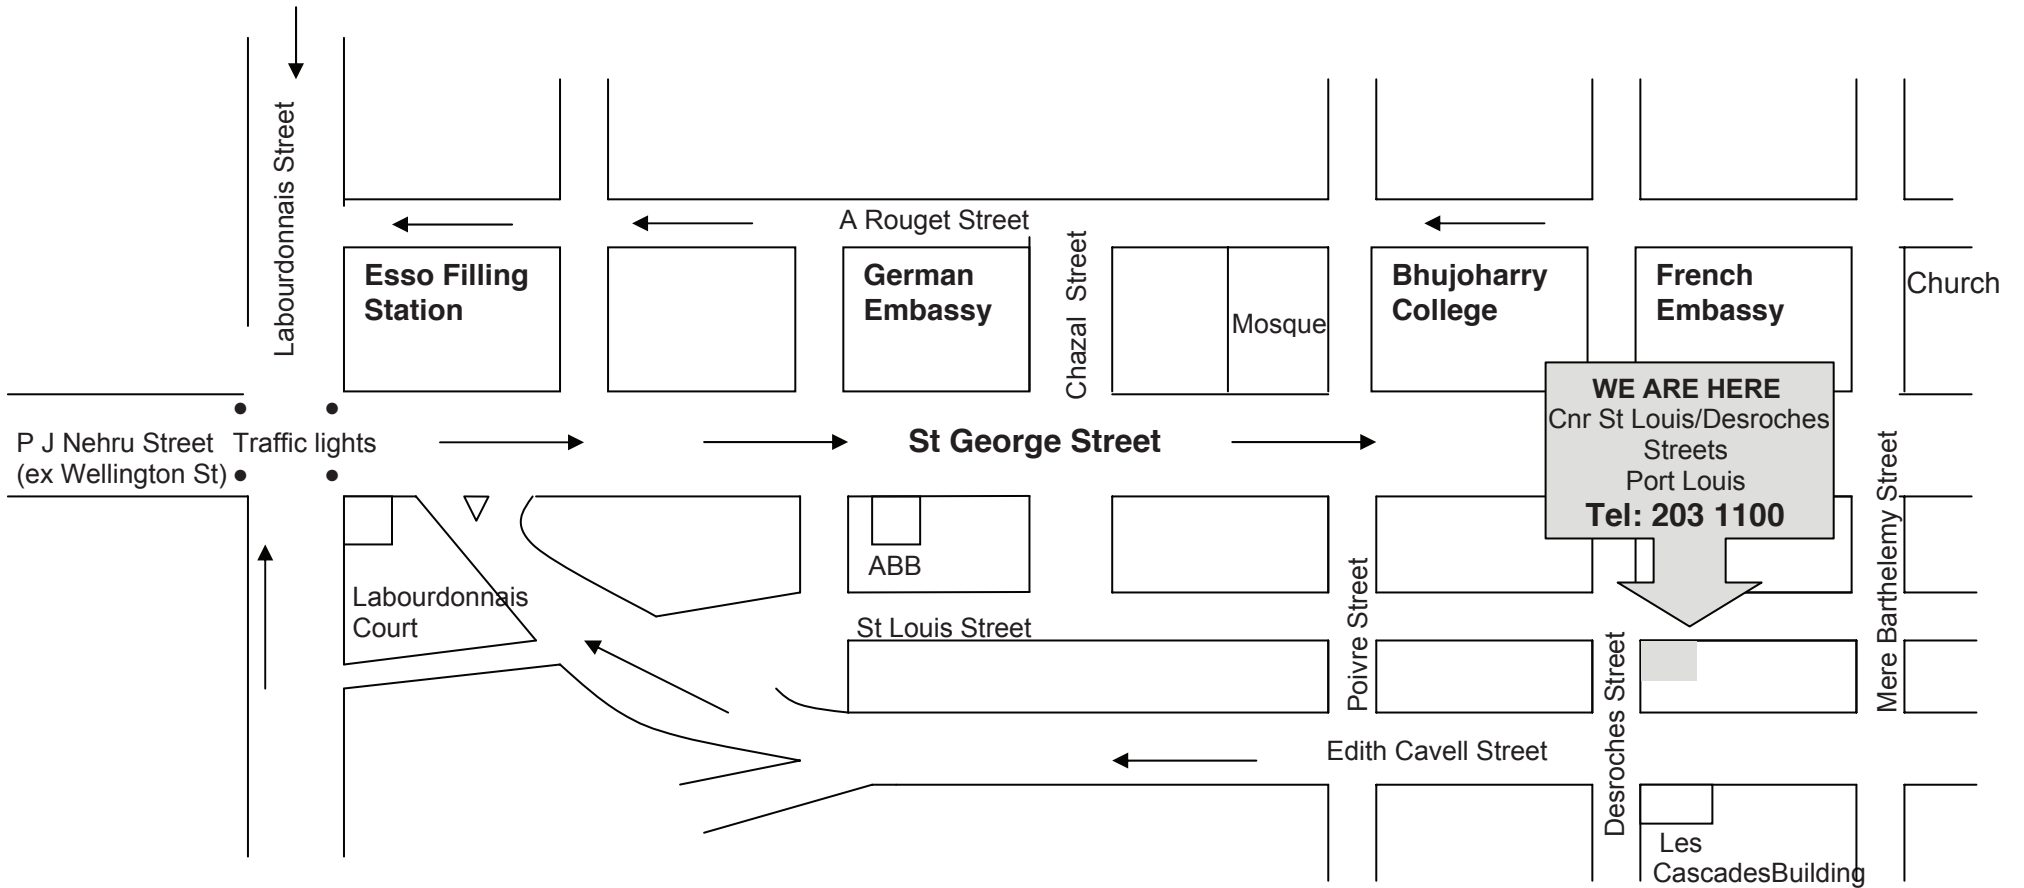 Labourdonnais Street
A Rouget Street
Esso Filling
Station
German
Embassy
Chazal Street
Mosque
Bhujoharry
College
French
Embassy
Church
WE ARE HERE
Cnr St Louis/Desroches
Streets
Port Louis
Tel: 203 1100
P J Nehru Street
(ex Wellington St)
Traffic lights
St George Street
Mere Barthelemy Street
ABB
Labourdonnais
Court
St Louis Street
Poivre Street
Desroches Street
Edith Cavell Street
Les
CascadesBuilding